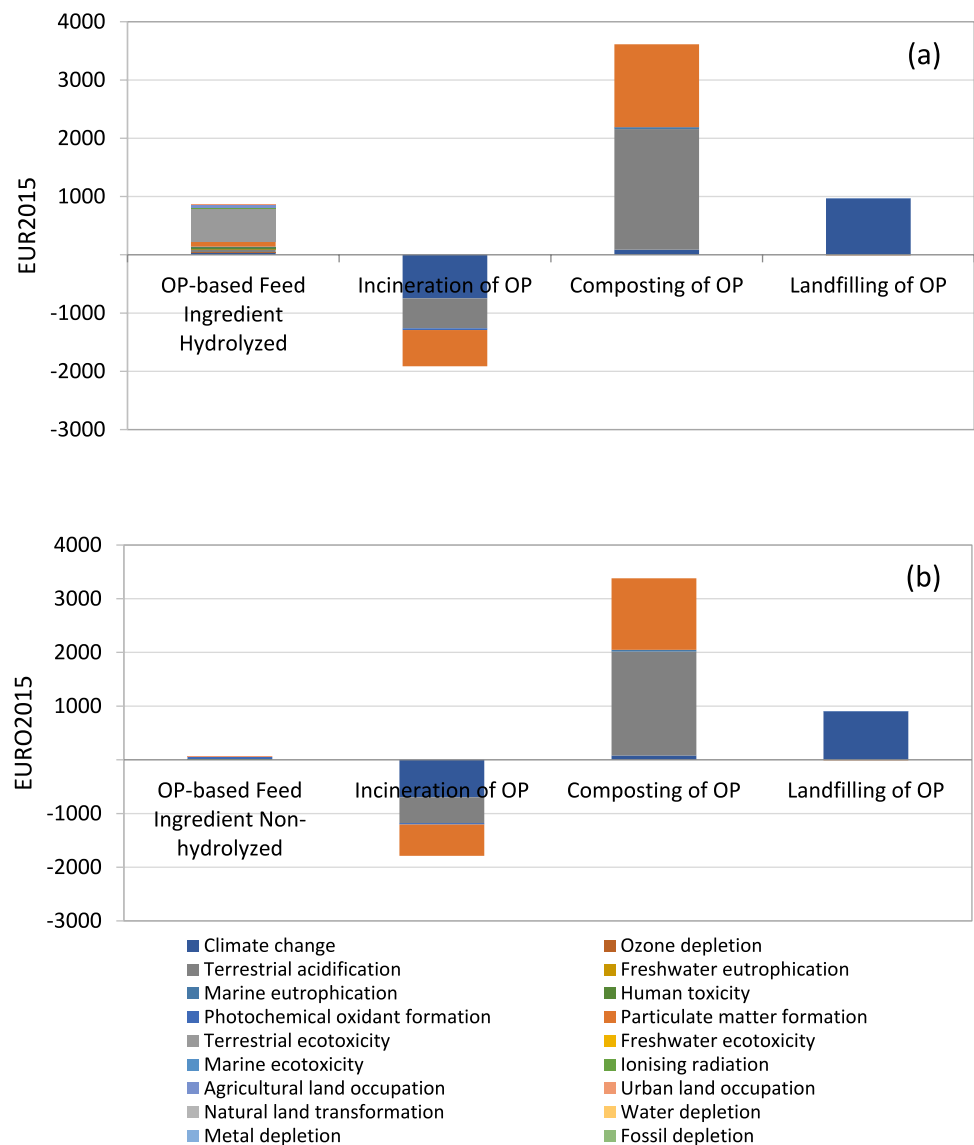 4000
(a)
3000
2000
1000
EUR2015
OP-based Feed Incineration of OP Composting of OP Landfilling of OP
Ingredient
Hydrolyzed
-1000
-2000
-3000
4000
(b)
3000
2000
1000
EURO2015
OP-based Feed Incineration of OP Composting of OP Landfilling of OP
Ingredient Non-
hydrolyzed
-1000
-2000
-3000
Climate change Ozone depletion
Terrestrial acidification Freshwater eutrophication
Marine eutrophication Human toxicity
Photochemical oxidant formation Particulate matter formation
Terrestrial ecotoxicity Freshwater ecotoxicity
Marine ecotoxicity Ionising radiation
Agricultural land occupation Urban land occupation
Natural land transformation Water depletion
Metal depletion Fossil depletion